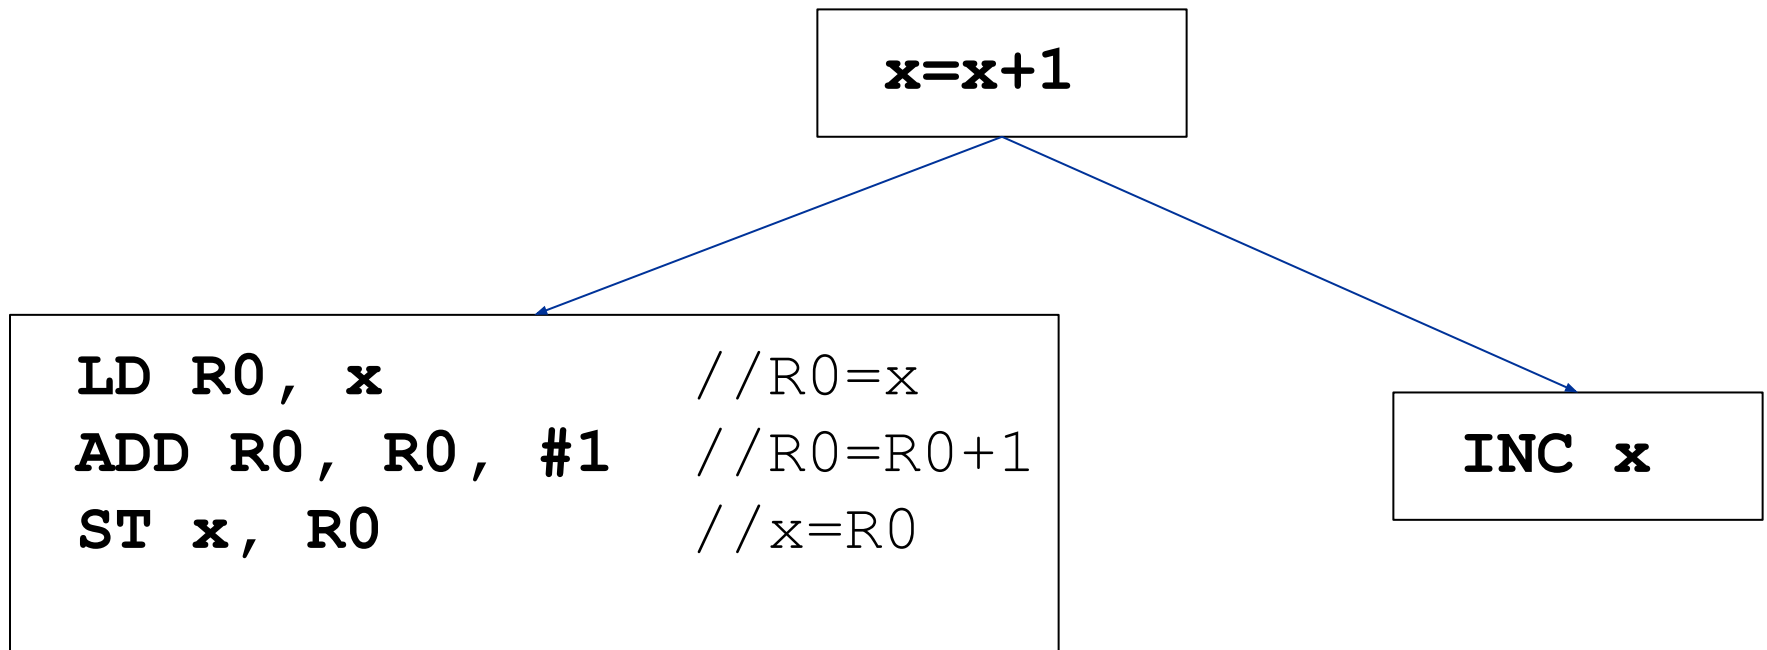 x=x+1
LD R0, x //R0=x
ADD R0, R0, #1 //R0=R0+1
ST x, R0 //x=R0
INC x